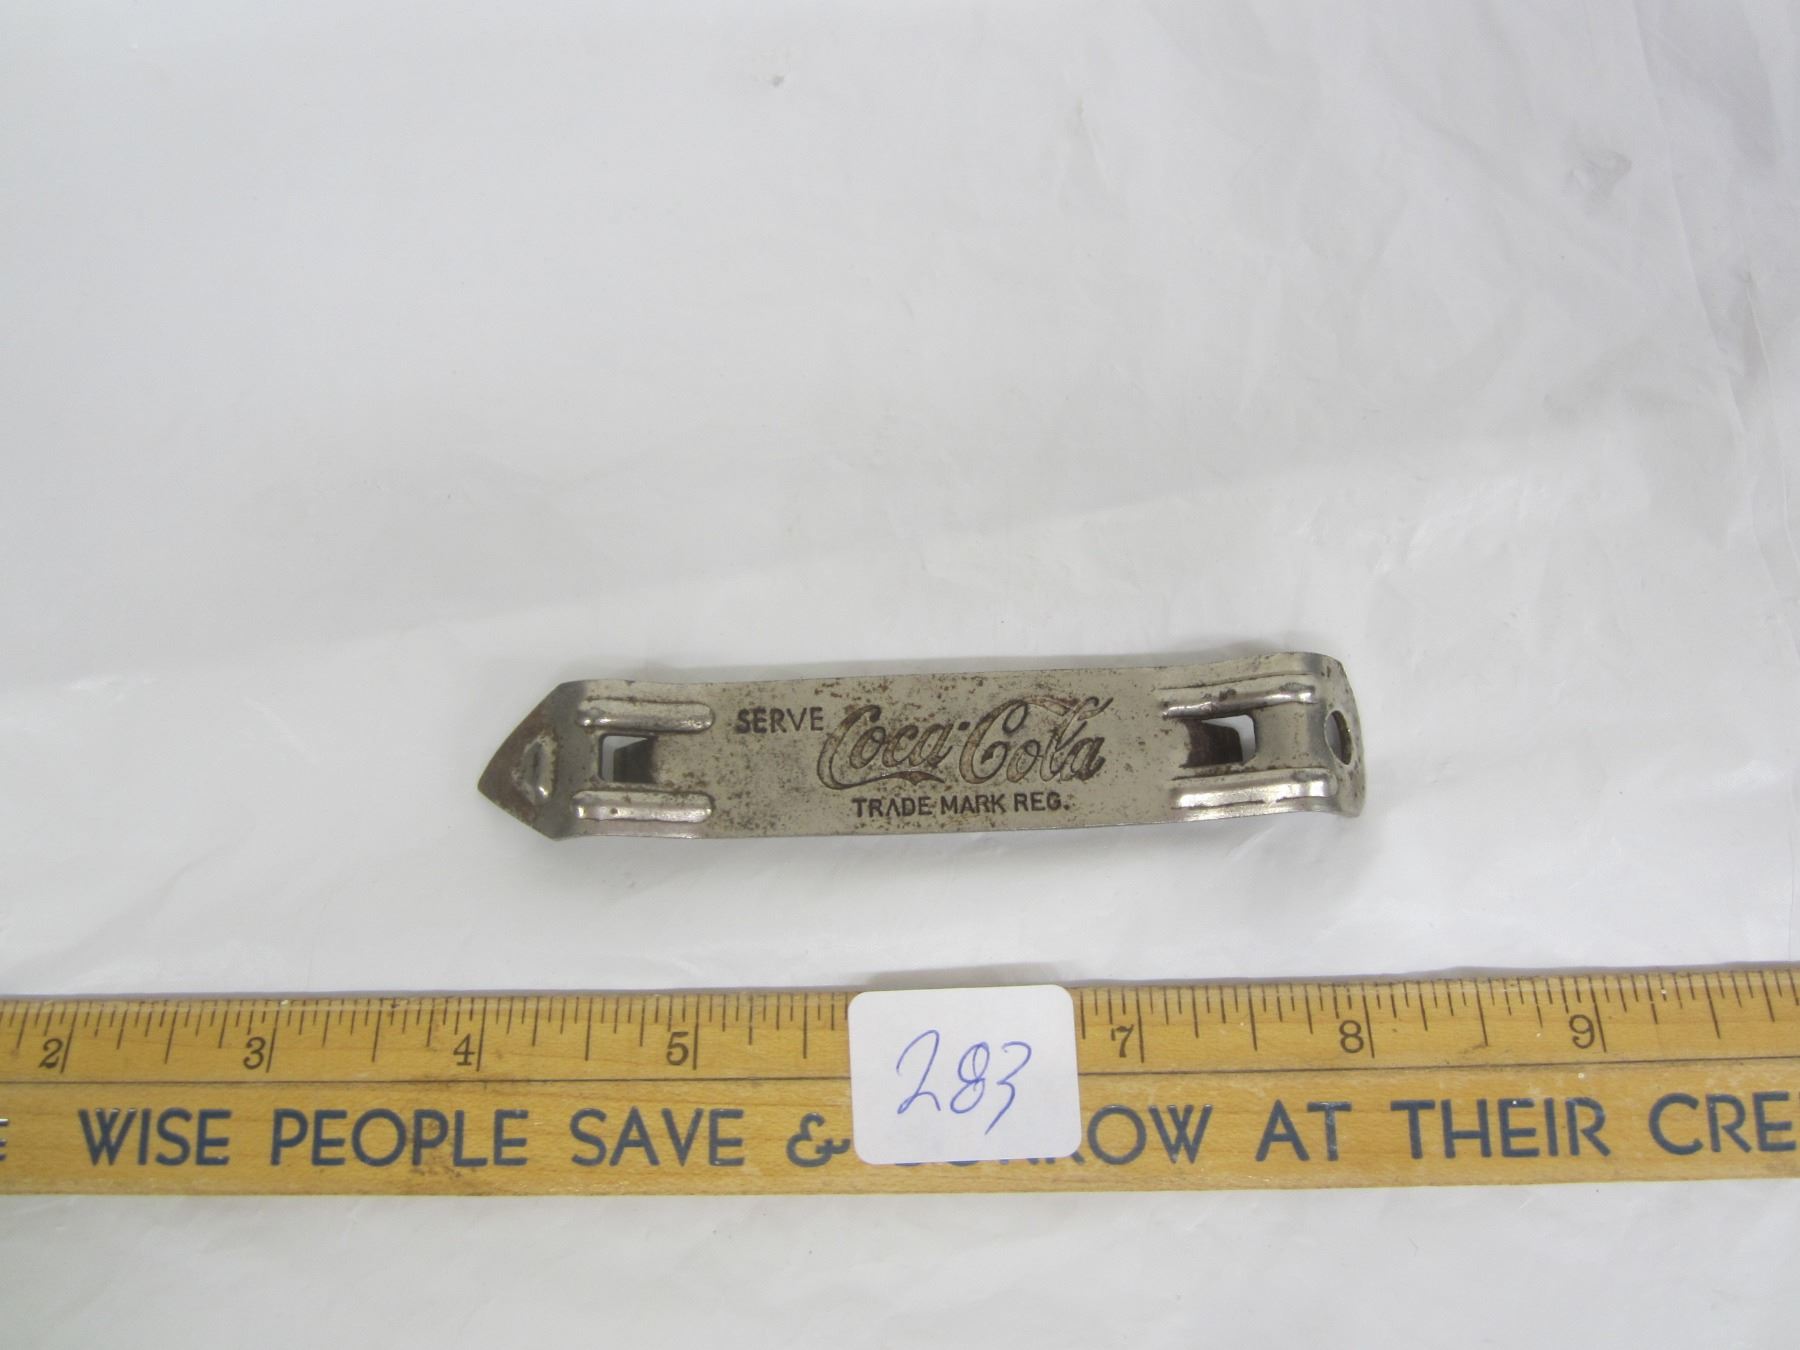 SERVE Coca-Cola
TRADE MARK REG.
2 3 4 5 7 8 9
283
WISE PEOPLE SAVE & ROW AT THEIR CRE